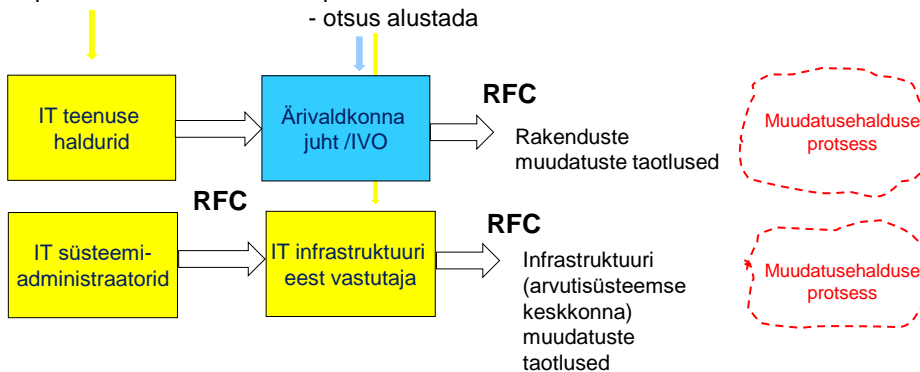 - otsus alustada
IT teenuse
haldurid
Ärivaldkonna
juht /IVO
RFC
Rakenduste
muudatuste taotlused
Muudatusehalduse
protsess
RFC
IT süsteemi-
administraatorid
IT infrastruktuuri
eest vastutaja
RFC
Infrastruktuuri
(arvutisüsteemse
keskkonna)
muudatuste
taotlused
Muudatusehalduse
protsess